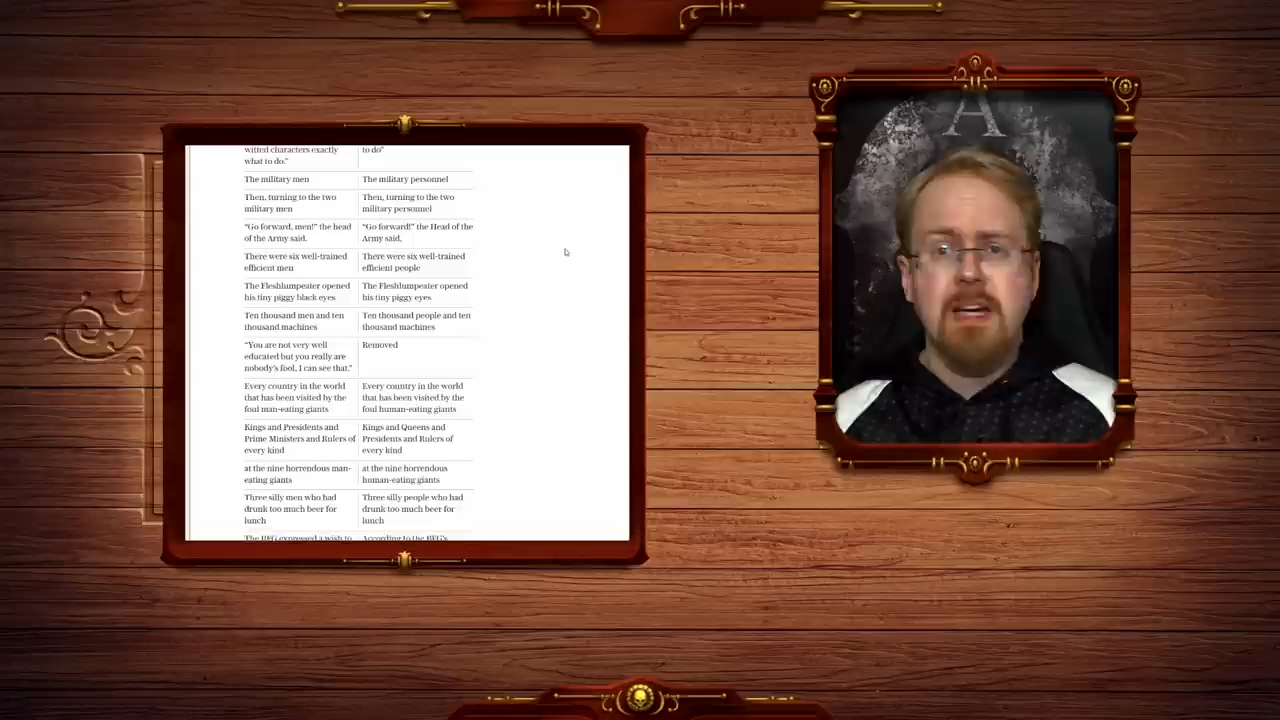 A
witted characters exactly
what to do."
to do"
The military men
The military personnel
Then, turning to the two
military men
Then, turning to the two
military personnel
"Go forward, men!" the head
of the Army said.
"Go forward!" the Head of the
Army said,
There were six well-trained
efficient men
There were six well-trained
efficient people
The Fleshlumpeater opened
his tiny piggy black eyes
The Fleshlumpeater opened
his tiny piggy eyes
Ten thousand men and ten
thousand machines
Ten thousand people and ten
thousand machines
"You are not very well
educated but you really are
nobody's fool, I can see that."
Removed
Every country in the world
that has been visited by the
foul man-eating giants
Every country in the world
that has been visited by the
foul human-eating giants
Kings and Presidents and
Prime Ministers and Rulers of
every kind
Kings and Queens and
Presidents and Rulers of
every kind
at the nine horrendous man-
eating giants
at the nine horrendous
human-eating giants
Three silly men who had
drunk too much beer for
lunch
Three silly people who had
drunk too much beer for
lunch
The BFG expressed a wish to
According to the BFG's